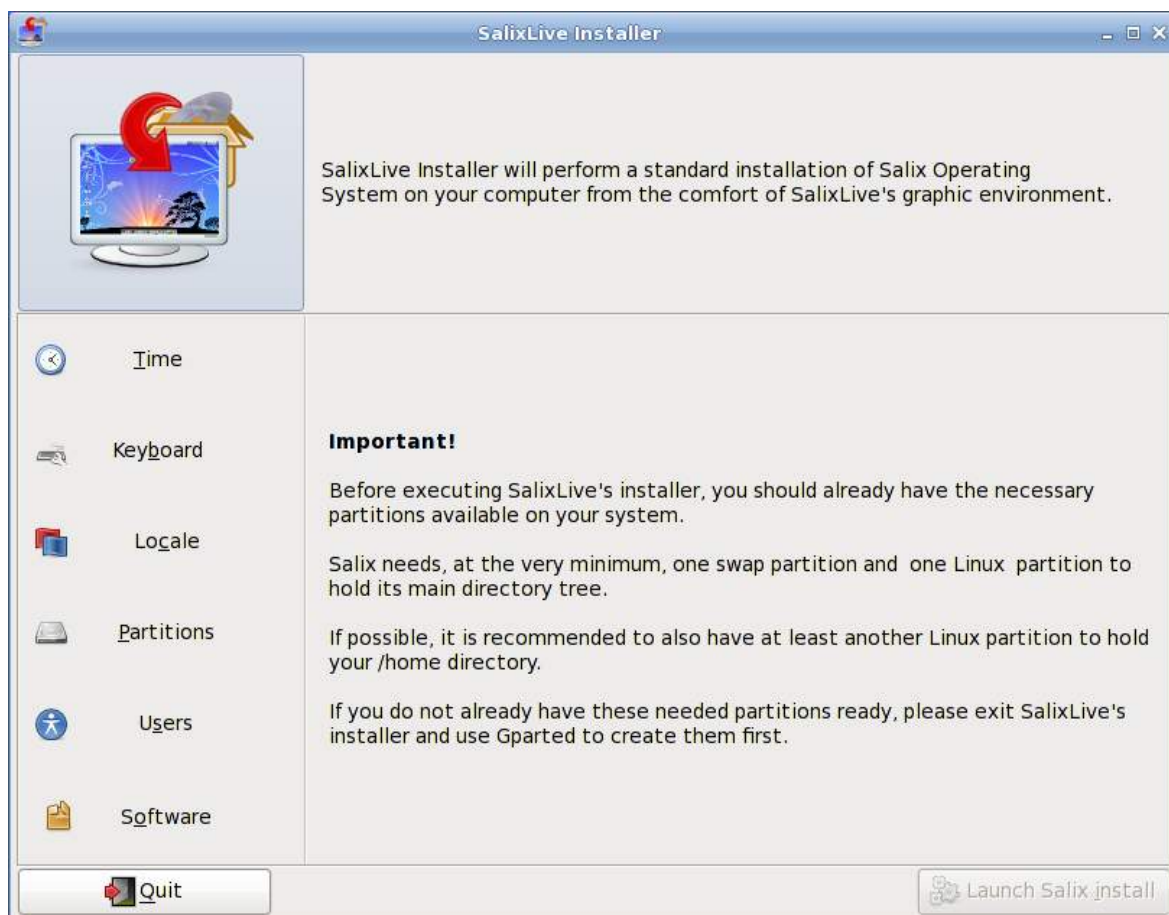 SalixLive Installer
SalixLive Installer will perform a standard installation of Salix Operating
System on your computer from the comfort of SalixLive's graphic environment.
Time
Keyboard
Locale
Partitions
Users
Software
Important!
Before executing SalixLive's installer, you should already have the necessary
partitions available on your system.
Salix needs, at the very minimum, one swap partition and  one Linux  partition to
hold its main directory tree.
If possible, it is recommended to also have at least another Linux partition to hold
your /home directory.
If you do not already have these needed partitions ready, please exit SalixLive's
installer and use Gparted to create them first.
Quit
Launch Salix install